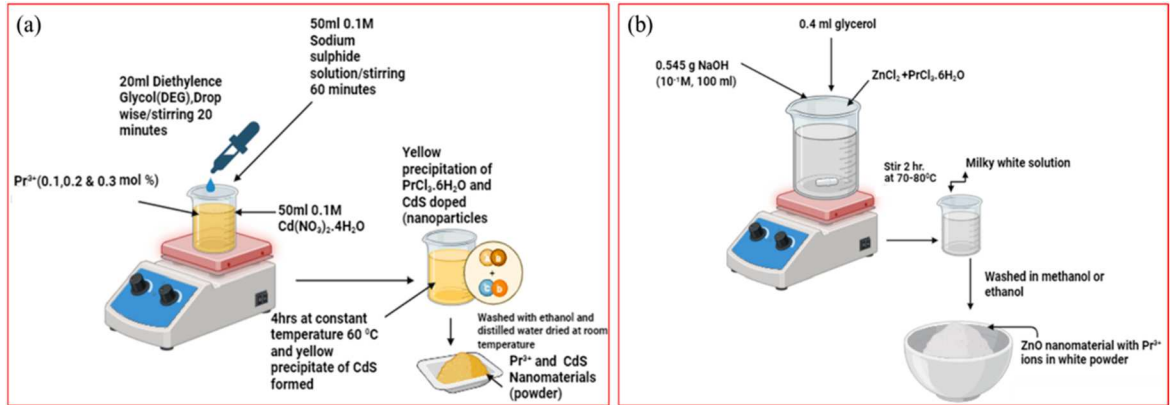 (a)
50ml 0.1M
Sodium
sulphide
solution/stirring
60 minutes
20ml Diethylence
Glycol(DEG),Drop
wise/stirring 20
minutes
Pr³⁺(0.1,0.2 & 0.3 mol %)
50ml 0.1M
Cd(NO₃)₂.4H₂O
Yellow
precipitation of
PrCl₃.6H₂O and
CdS doped
(nanoparticles
+
4hrs at constant
temperature 60 ⁰C
and yellow
precipitate of CdS
formed
Washed with ethanol and
distilled water dried at room
temperature
Pr³⁺ and CdS
Nanomaterials
(powder)
(b)
0.4 ml glycerol
0.545 g NaOH
(10⁻¹M, 100 ml)
ZnCl₂ +PrCl₃.6H₂O
Stir 2 hr.
at 70-80⁰C
Milky white solution
Washed in methanol or
ethanol
ZnO nanomaterial with Pr³⁺
ions in white powder